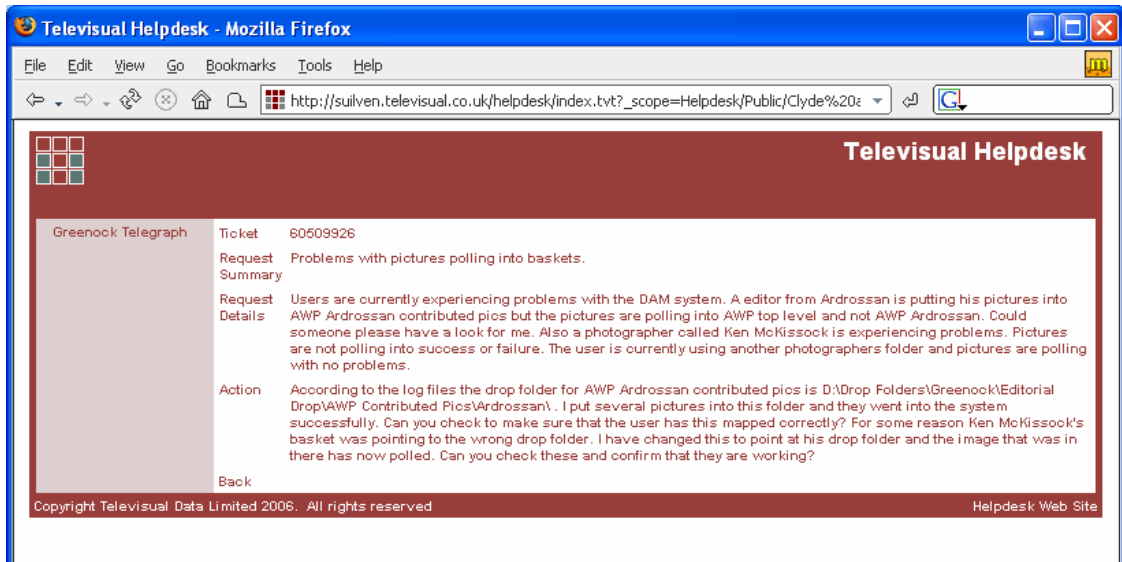 Televisual Helpdesk - Mozilla Firefox
File Edit View Go Bookmarks Tools Help
http://suilven.televisual.co.uk/helpdesk/index.tvt?_scope=Helpdesk/Public/Clyde%20a
G
Televisual Helpdesk
Greenock Telegraph
Ticket 60509926
Request Summary Problems with pictures polling into baskets.
Request Details Users are currently experiencing problems with the DAM system. A editor from Ardrossan is putting his pictures into
AWP Ardrossan contributed pics but the pictures are polling into AWP top level and not AWP Ardrossan. Could
someone please have a look for me. Also a photographer called Ken McKissock is experiencing problems. Pictures
are not polling into success or failure. The user is currently using another photographers folder and pictures are polling
with no problems.
Action According to the log files the drop folder for AWP Ardrossan contributed pics is D:\Drop Folders\Greenock\Editorial
Drop\AWP Contributed Pics\Ardrossan\ . I put several pictures into this folder and they went into the system
successfully. Can you check to make sure that the user has this mapped correctly? For some reason Ken McKissock's
basket was pointing to the wrong drop folder. I have changed this to point at his drop folder and the image that was in
there has now polled. Can you check these and confirm that they are working?
Back
Copyright Televisual Data Limited 2006. All rights reserved Helpdesk Web Site